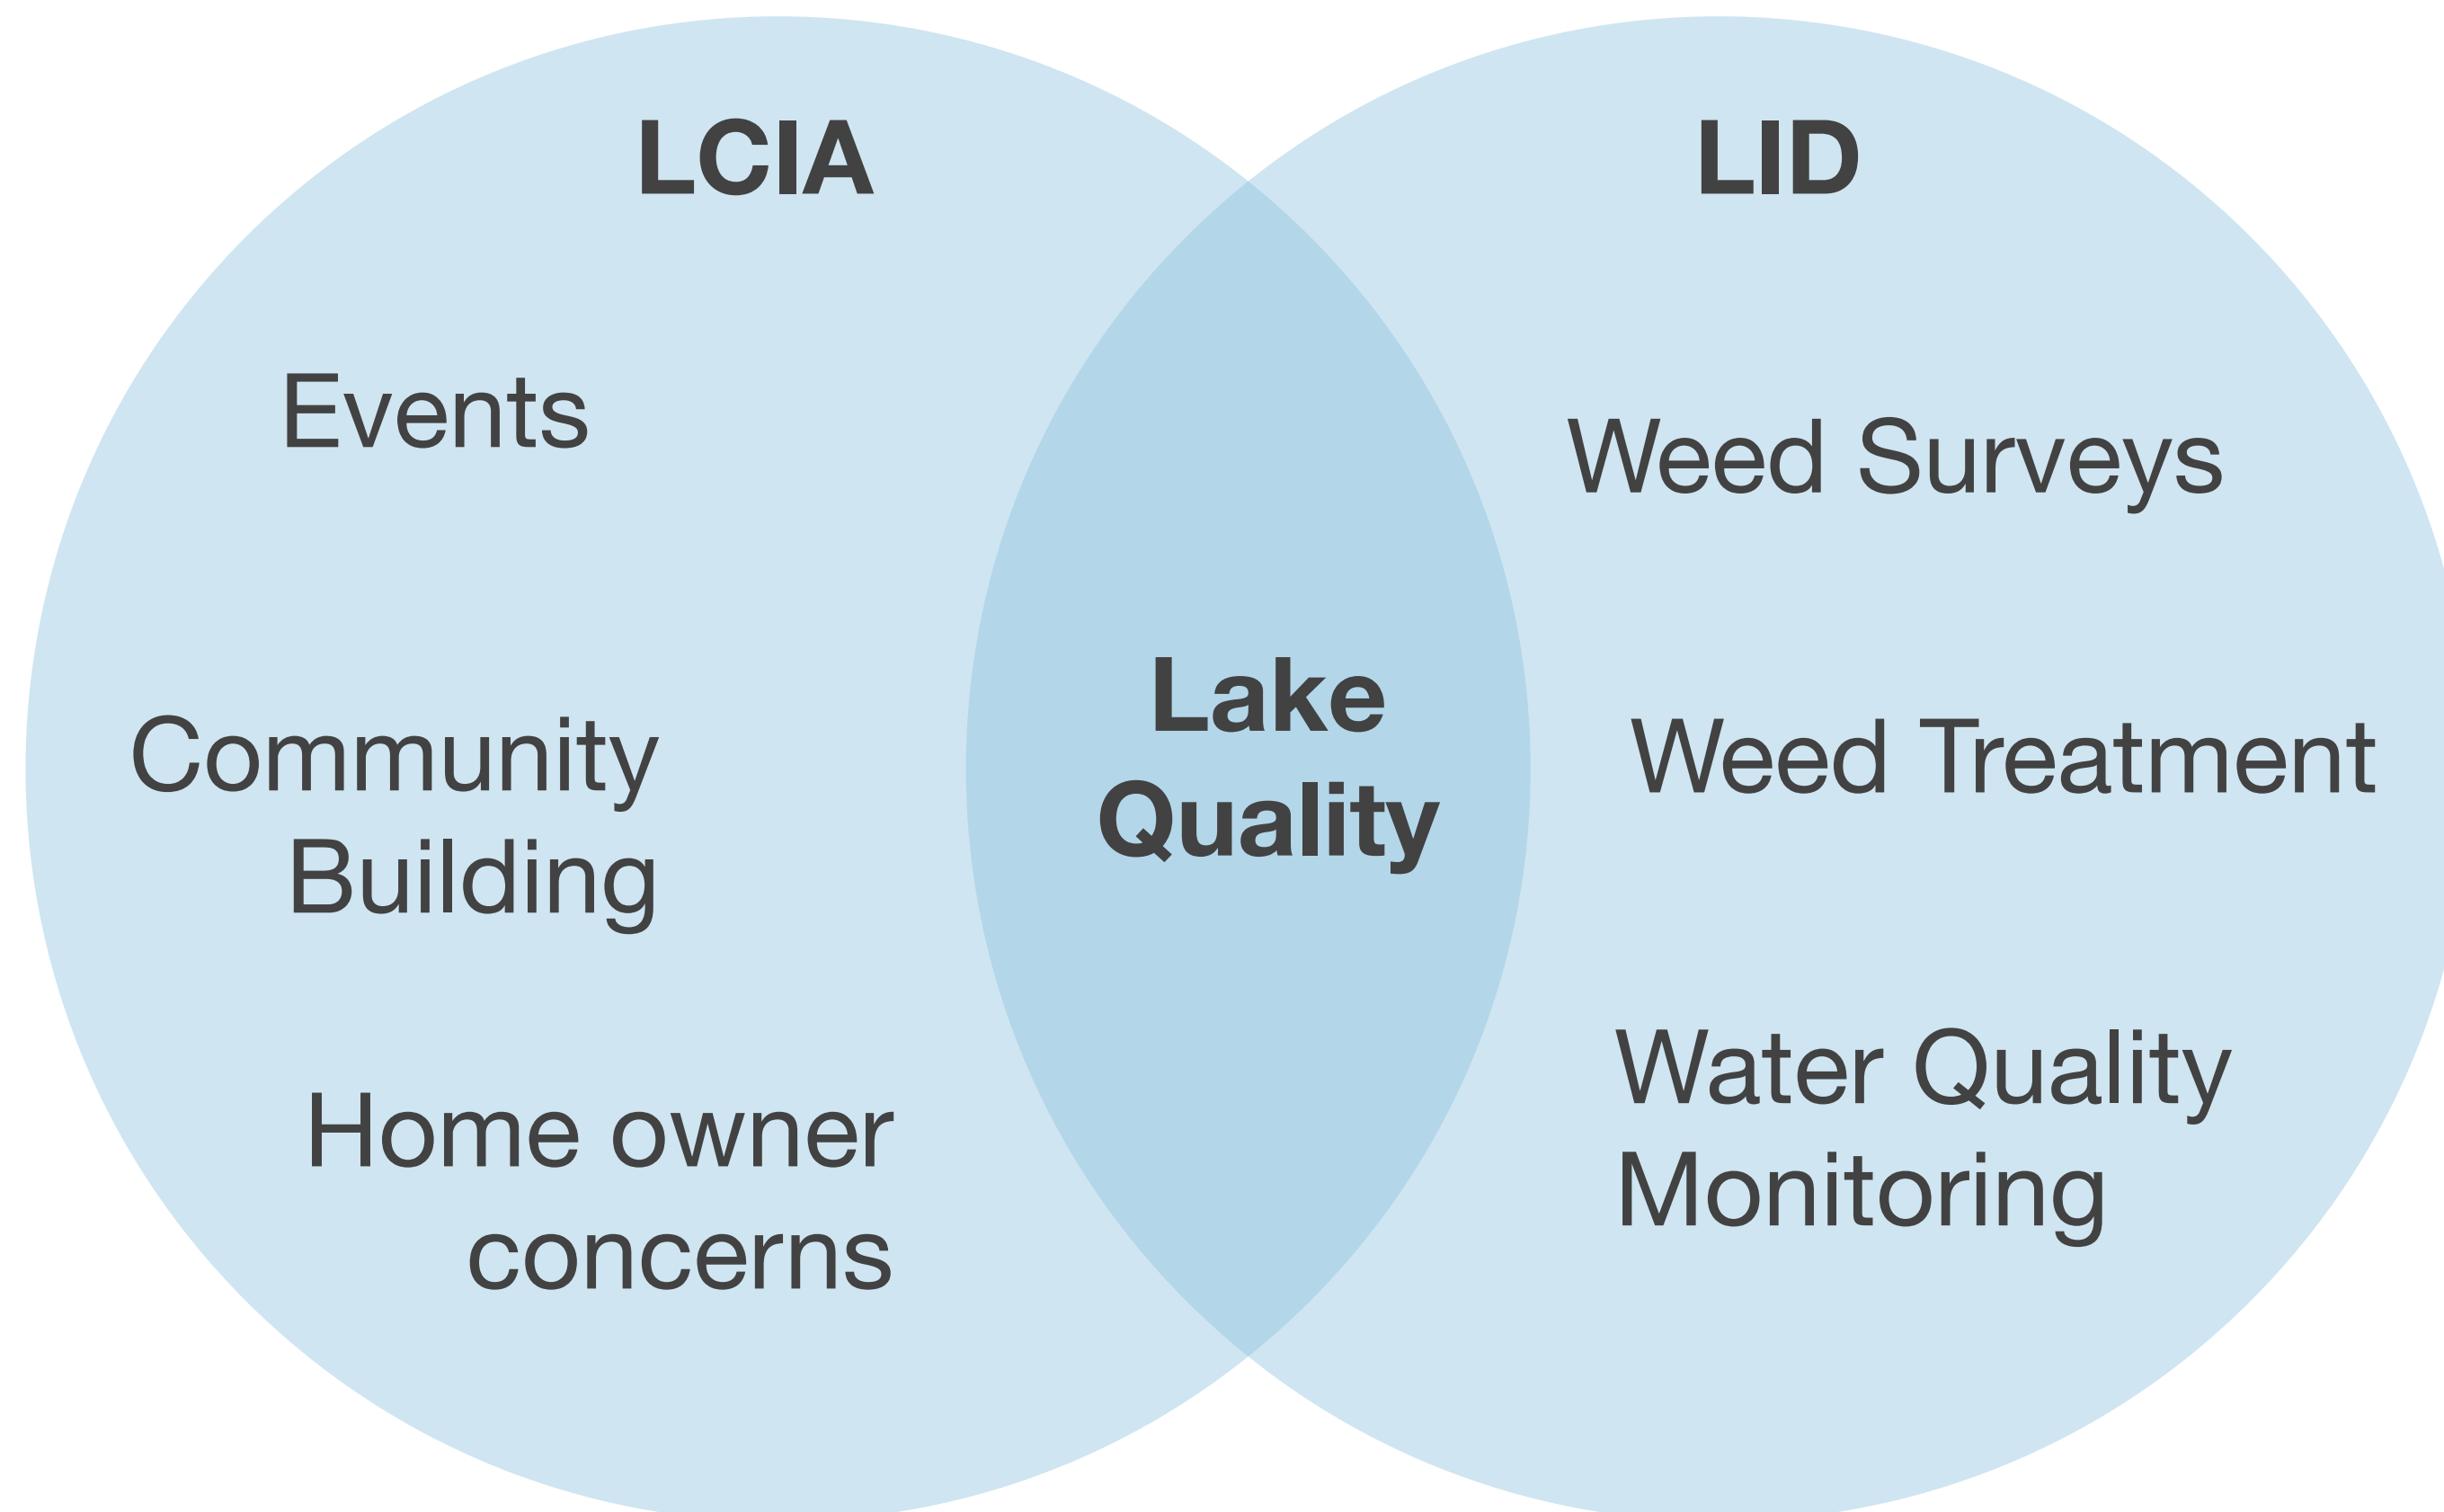 LCIA
Events
Community
Building
Home owner
concerns
Lake
Quality
LID
Weed Surveys
Weed Treatment
Water Quality
Monitoring